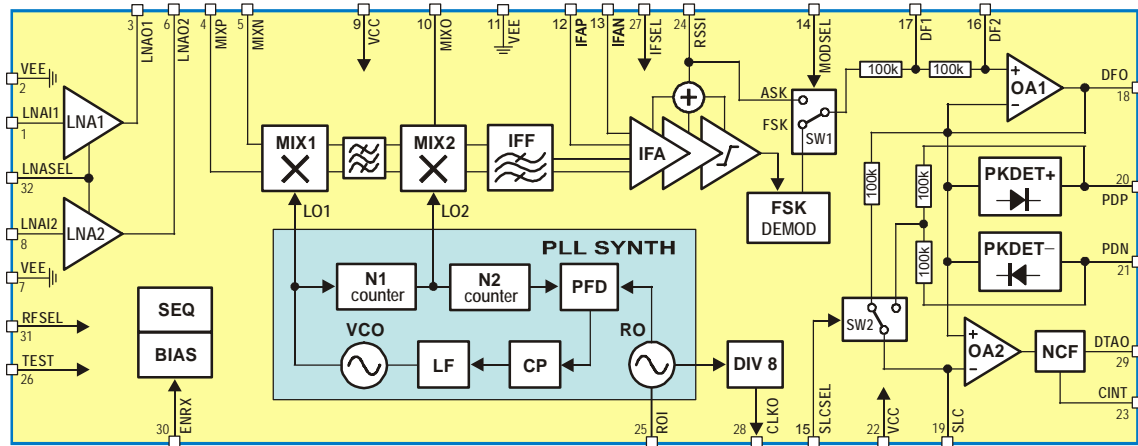 3
LNAO1
6
LNAO2
4
MIXP
5
MIXN
9
VCC
10
MIXO
11
VEE
12
IFAP
13
IFAN
27
IFSEL
24
RSSI
14
MODSEL
17
DF1
16
DF2
VEE
2
LNAI1
1
LNASEL
32
LNAI2
8
VEE
7
RFSEL
31
TEST
26
LNA1
LNA2
MIX1
MIX2
IFF
IFA
+
ASK
FSK
SW1
FSK
DEMOD
100k
100k
+
−
OA1
DFO
18
100k
100k
100k
PKDET+
20
PDP
PKDET−
PDN
21
LO1
LO2
PLL SYNTH
N1
counter
N2
counter
PFD
VCO
LF
CP
RO
DIV 8
SEQ
BIAS
SW2
+
−
OA2
NCF
DTAO
29
CINT
23
30
ENRX
25
ROI
28
CLKO
15
SLCSEL
22
VCC
19
SLC